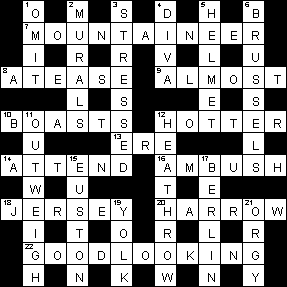 1 O 2 M 3 S 4 D 5 H 6 B
7 M O U N T A I N E E R
I R R V L U
8 A T E A S E 9 A L M O S T
L S E S
10 B 11 O A S T S 12 H O T T E R
U 13 E R E L
14 A T T 15 E N D 16 A M 17 B U S H
W U T E
18 J E R S E 19 Y 20 H A R R 21 O W
I T O R L R
22 G O O D L O O K I N G
H N K W N Y